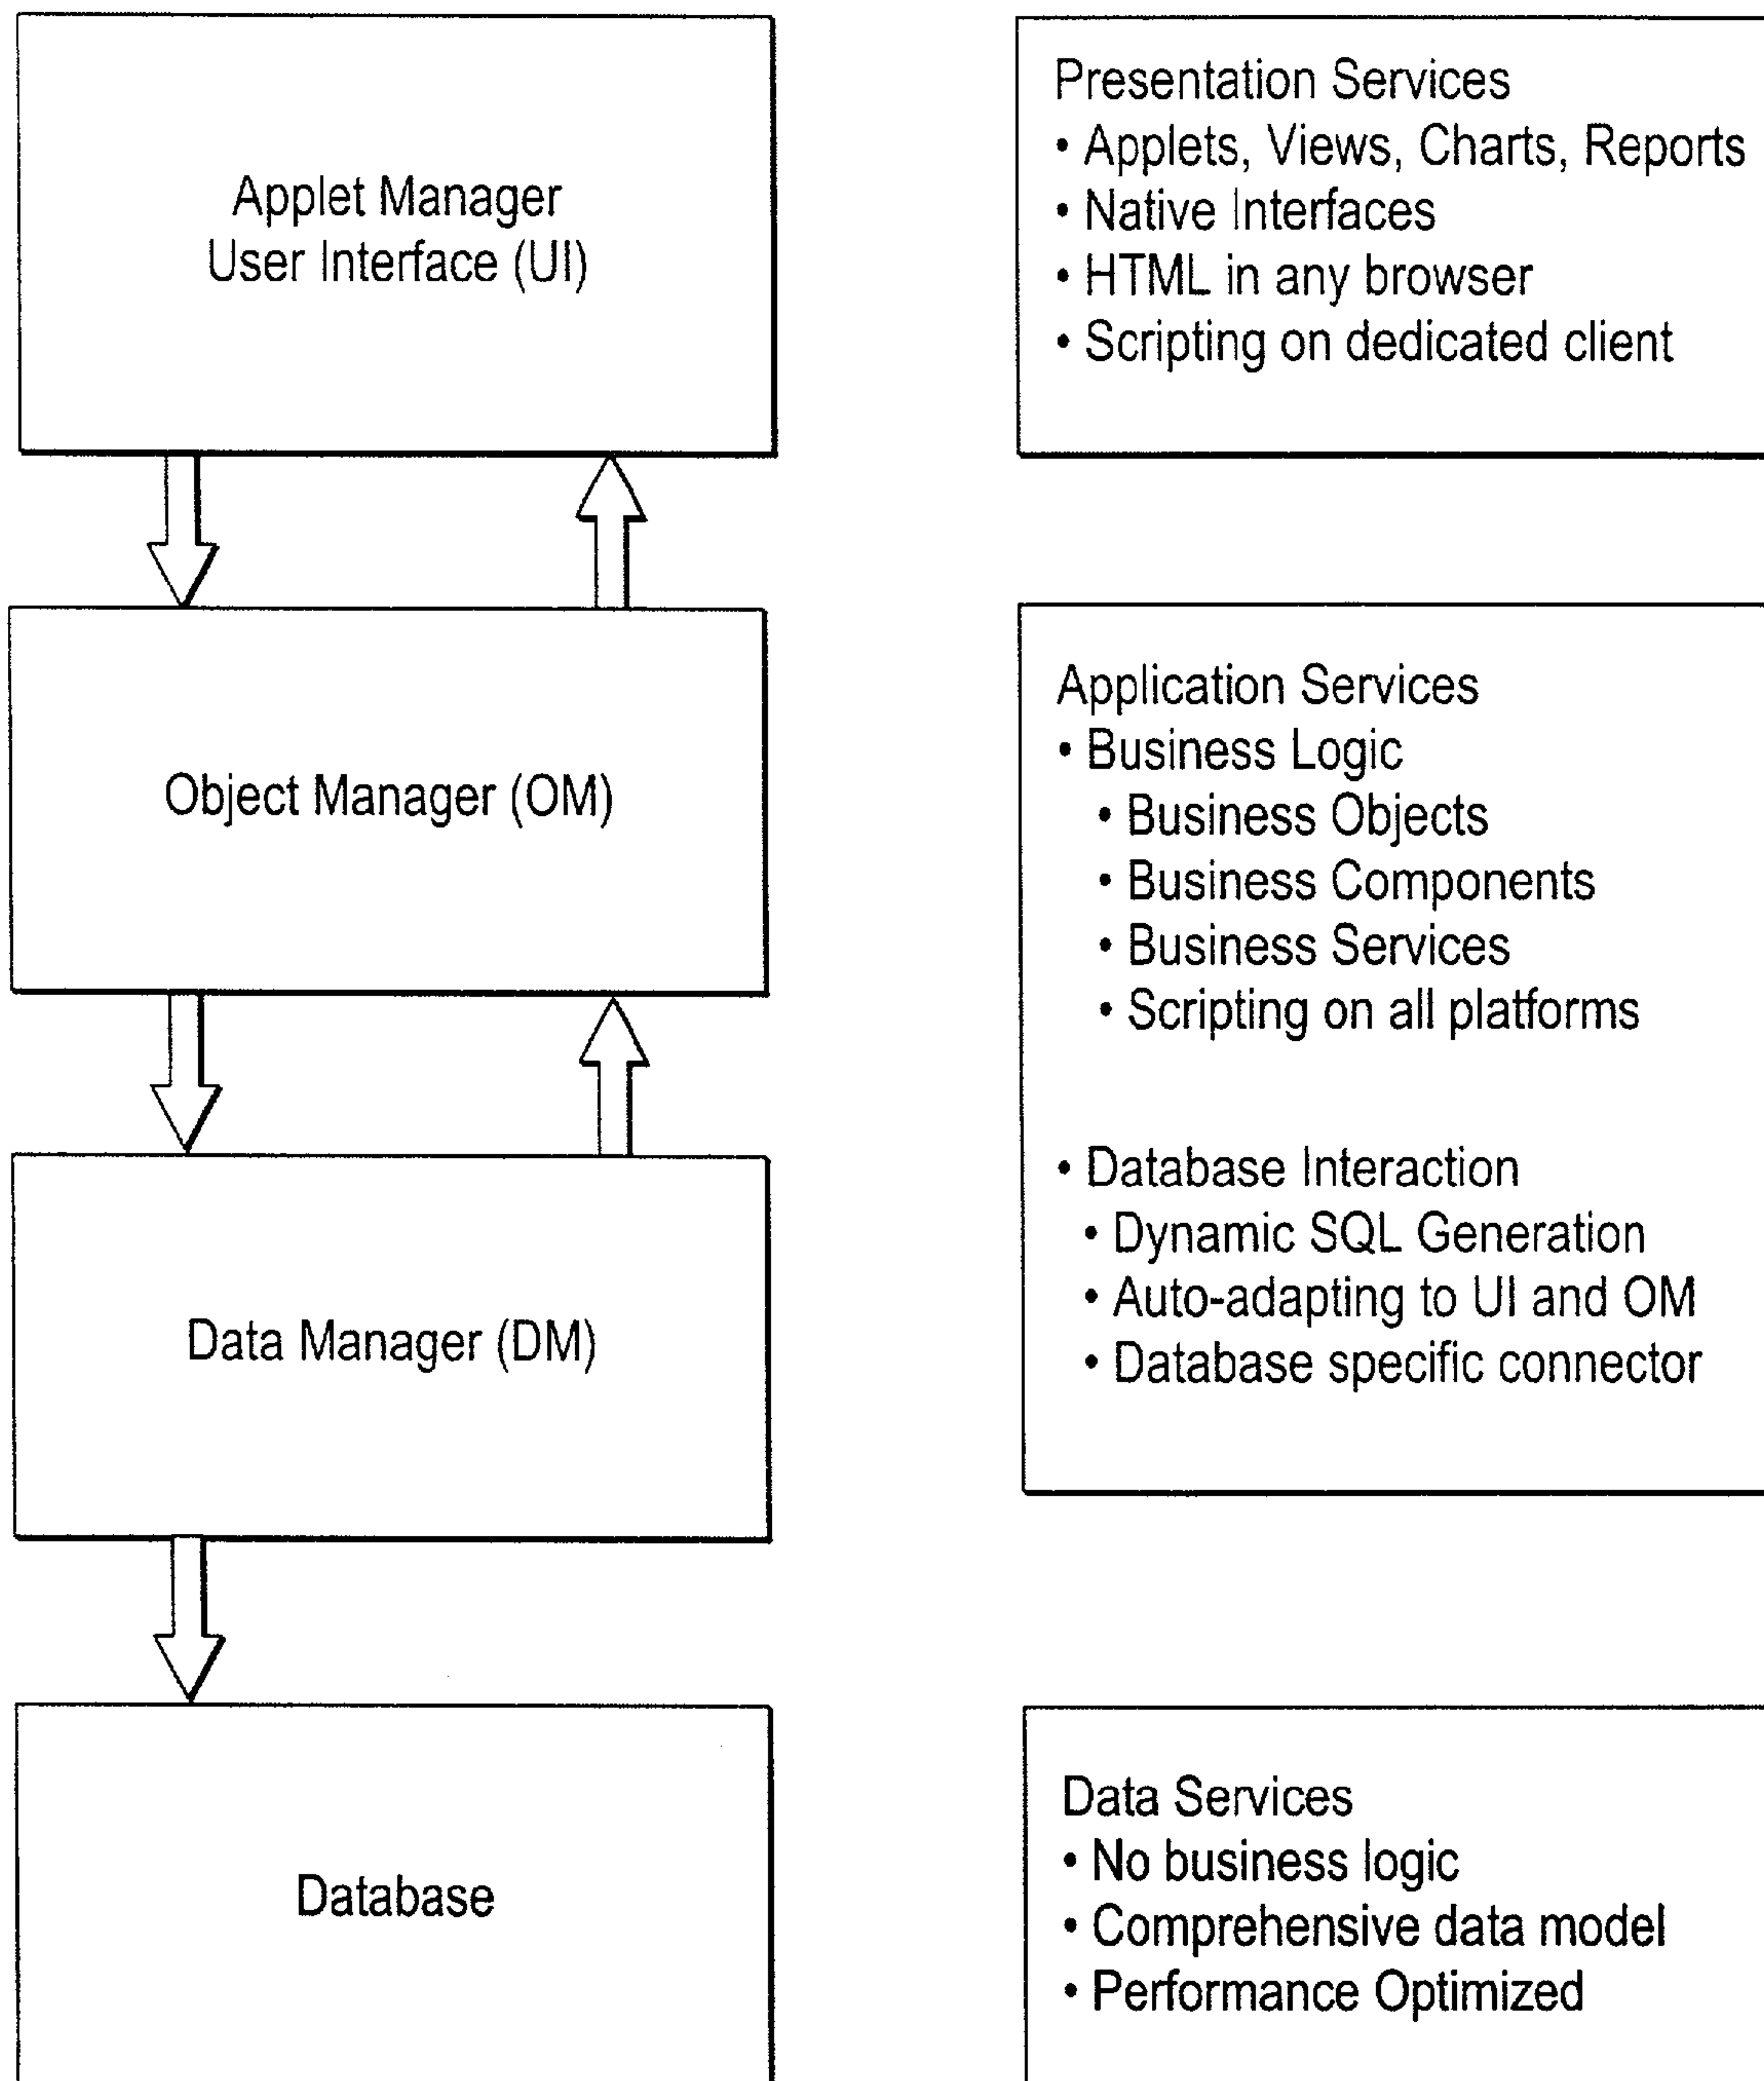 Applet Manager
User Interface (UI)
Presentation Services
• Applets, Views, Charts, Reports
• Native Interfaces
• HTML in any browser
• Scripting on dedicated client
Object Manager (OM)
Application Services
• Business Logic
• Business Objects
• Business Components
• Business Services
• Scripting on all platforms
• Database Interaction
• Dynamic SQL Generation
• Auto-adapting to UI and OM
• Database specific connector
Data Manager (DM)
Database
Data Services
• No business logic
• Comprehensive data model
• Performance Optimized